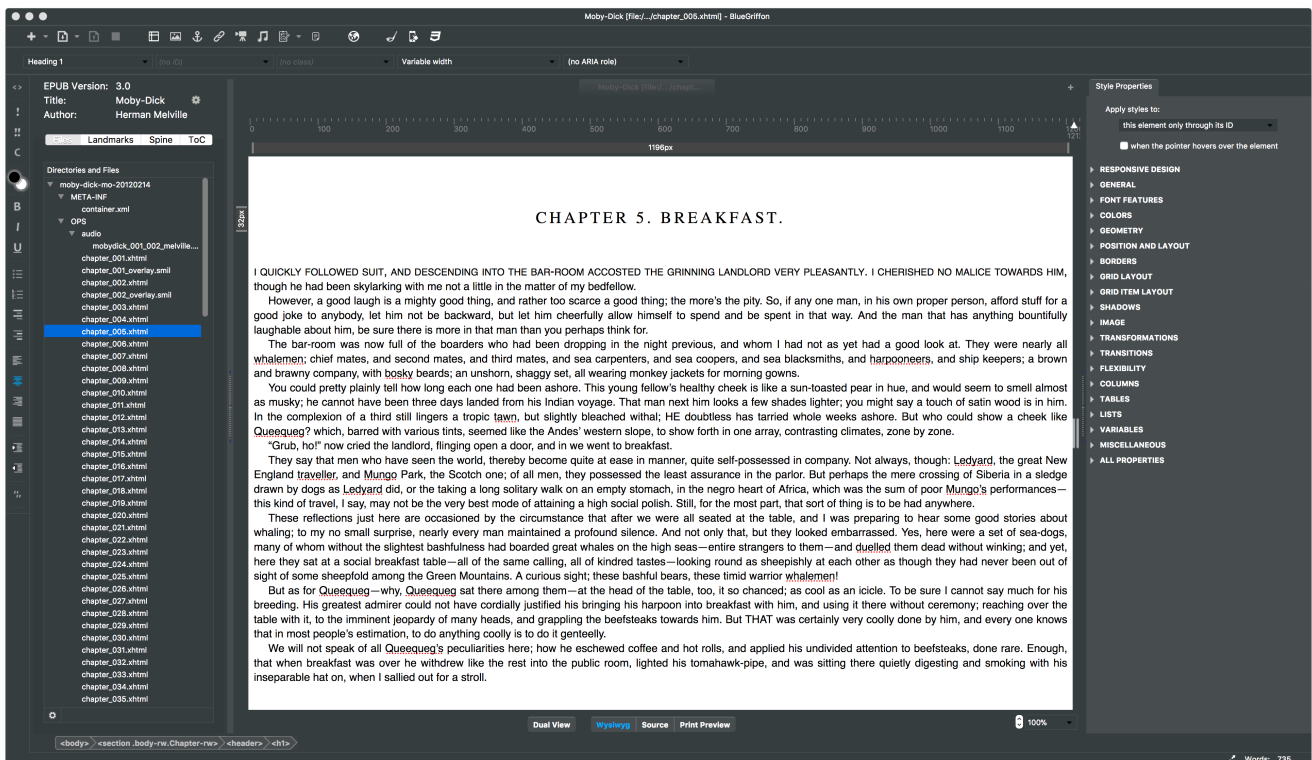 Moby-Dick [file:/.../chapter_005.xhtml] - BlueGriffon
Heading 1
(no ID)
(no class)
Variable width
(no ARIA role)
EPUB Version: 3.0
Title: Moby-Dick
Author: Herman Melville
Files Landmarks Spine ToC
Directories and Files
moby-dick-mo-20120214
META-INF
container.xml
OPS
audio
mobydick_001_002_melville....
chapter_001.xhtml
chapter_001_overlay.smil
chapter_002.xhtml
chapter_002_overlay.smil
chapter_003.xhtml
chapter_004.xhtml
chapter_005.xhtml
chapter_006.xhtml
chapter_007.xhtml
chapter_008.xhtml
chapter_009.xhtml
chapter_010.xhtml
chapter_011.xhtml
chapter_012.xhtml
chapter_013.xhtml
chapter_014.xhtml
chapter_015.xhtml
chapter_016.xhtml
chapter_017.xhtml
chapter_018.xhtml
chapter_019.xhtml
chapter_020.xhtml
chapter_021.xhtml
chapter_022.xhtml
chapter_023.xhtml
chapter_024.xhtml
chapter_025.xhtml
chapter_026.xhtml
chapter_027.xhtml
chapter_028.xhtml
chapter_029.xhtml
chapter_030.xhtml
chapter_031.xhtml
chapter_032.xhtml
chapter_033.xhtml
chapter_034.xhtml
chapter_035.xhtml
Moby-Dick [file:/.../chapt...
0 100 200 300 400 500 600 700 800 900 1000 1100
1196px
32px
CHAPTER 5. BREAKFAST.
I QUICKLY FOLLOWED SUIT, AND DESCENDING INTO THE BAR-ROOM ACCOSTED THE GRINNING LANDLORD VERY PLEASANTLY. I CHERISHED NO MALICE TOWARDS HIM,
though he had been skylarking with me not a little in the matter of my bedfellow.
However, a good laugh is a mighty good thing, and rather too scarce a good thing; the more's the pity. So, if any one man, in his own proper person, afford stuff for a
good joke to anybody, let him not be backward, but let him cheerfully allow himself to spend and be spent in that way. And the man that has anything bountifully
laughable about him, be sure there is more in that man than you perhaps think for.
The bar-room was now full of the boarders who had been dropping in the night previous, and whom I had not as yet had a good look at. They were nearly all
whalemen; chief mates, and second mates, and third mates, and sea carpenters, and sea coopers, and sea blacksmiths, and harpooneers, and ship keepers; a brown
and brawny company, with bosky beards; an unshorn, shaggy set, all wearing monkey jackets for morning gowns.
You could pretty plainly tell how long each one had been ashore. This young fellow's healthy cheek is like a sun-toasted pear in hue, and would seem to smell almost
as musky; he cannot have been three days landed from his Indian voyage. That man next him looks a few shades lighter; you might say a touch of satin wood is in him.
In the complexion of a third still lingers a tropic tawn, but slightly bleached withal; HE doubtless has tarried whole weeks ashore. But who could show a cheek like
Queequeg? which, barred with various tints, seemed like the Andes' western slope, to show forth in one array, contrasting climates, zone by zone.
“Grub, ho!” now cried the landlord, flinging open a door, and in we went to breakfast.
They say that men who have seen the world, thereby become quite at ease in manner, quite self-possessed in company. Not always, though: Ledyard, the great New
England traveller, and Mungo Park, the Scotch one; of all men, they possessed the least assurance in the parlor. But perhaps the mere crossing of Siberia in a sledge
drawn by dogs as Ledyard did, or the taking a long solitary walk on an empty stomach, in the negro heart of Africa, which was the sum of poor Mungo's performances—
this kind of travel, I say, may not be the very best mode of attaining a high social polish. Still, for the most part, that sort of thing is to be had anywhere.
These reflections just here are occasioned by the circumstance that after we were all seated at the table, and I was preparing to hear some good stories about
whaling; to my no small surprise, nearly every man maintained a profound silence. And not only that, but they looked embarrassed. Yes, here were a set of sea-dogs,
many of whom without the slightest bashfulness had boarded great whales on the high seas—entire strangers to them—and duelled them dead without winking; and yet,
here they sat at a social breakfast table—all of the same calling, all of kindred tastes—looking round as sheepishly at each other as though they had never been out of
sight of some sheepfold among the Green Mountains. A curious sight; these bashful bears, these timid warrior whalemen!
But as for Queequeg—why, Queequeg sat there among them—at the head of the table, too, it so chanced; as cool as an icicle. To be sure I cannot say much for his
breeding. His greatest admirer could not have cordially justified his bringing his harpoon into breakfast with him, and using it there without ceremony; reaching over the
table with it, to the imminent jeopardy of many heads, and grappling the beefsteaks towards him. But THAT was certainly very coolly done by him, and every one knows
that in most people's estimation, to do anything coolly is to do it genteelly.
We will not speak of all Queequeg's peculiarities here; how he eschewed coffee and hot rolls, and applied his undivided attention to beefsteaks, done rare. Enough,
that when breakfast was over he withdrew like the rest into the public room, lighted his tomahawk-pipe, and was sitting there quietly digesting and smoking with his
inseparable hat on, when I sallied out for a stroll.
Dual View Wysiwyg Source Print Preview
100%
<body> <section .body-rw.Chapter-rw> <header> <h1>
Style Properties
Apply styles to:
this element only through its ID
when the pointer hovers over the element
RESPONSIVE DESIGN
GENERAL
FONT FEATURES
COLORS
GEOMETRY
POSITION AND LAYOUT
BORDERS
GRID LAYOUT
GRID ITEM LAYOUT
SHADOWS
IMAGE
TRANSFORMATIONS
TRANSITIONS
FLEXIBILITY
COLUMNS
TABLES
LISTS
VARIABLES
MISCELLANEOUS
ALL PROPERTIES
Words: 735